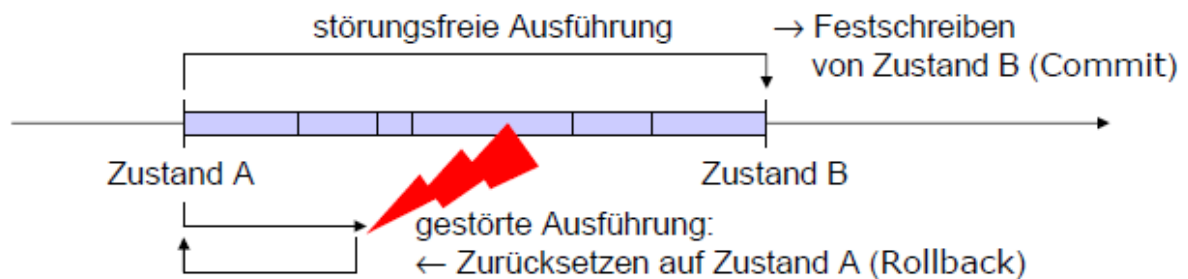 störungsfreie Ausführung
→ Festschreiben
von Zustand B (Commit)
Zustand A
Zustand B
gestörte Ausführung:
← Zurücksetzen auf Zustand A (Rollback)